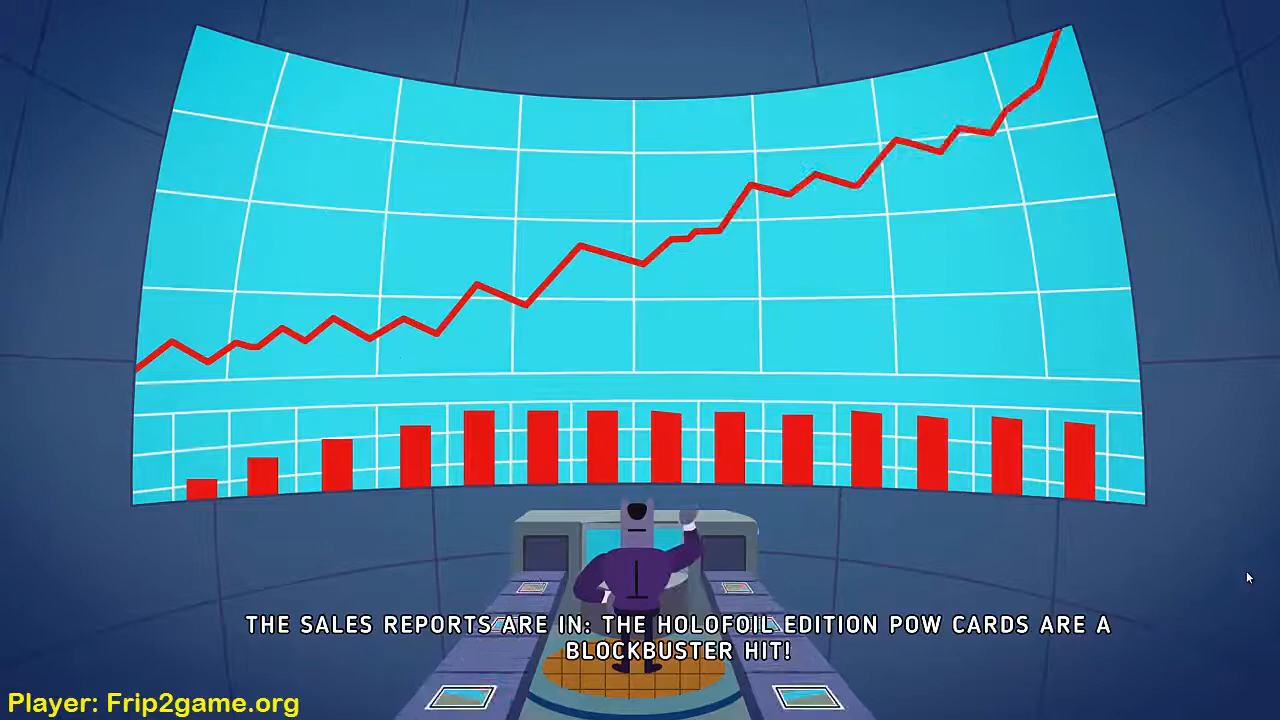 THE SALES REPORTS ARE IN: THE HOLOFOIL EDITION POW CARDS ARE A
BLOCKBUSTER HIT!
Player: Frip2game.org